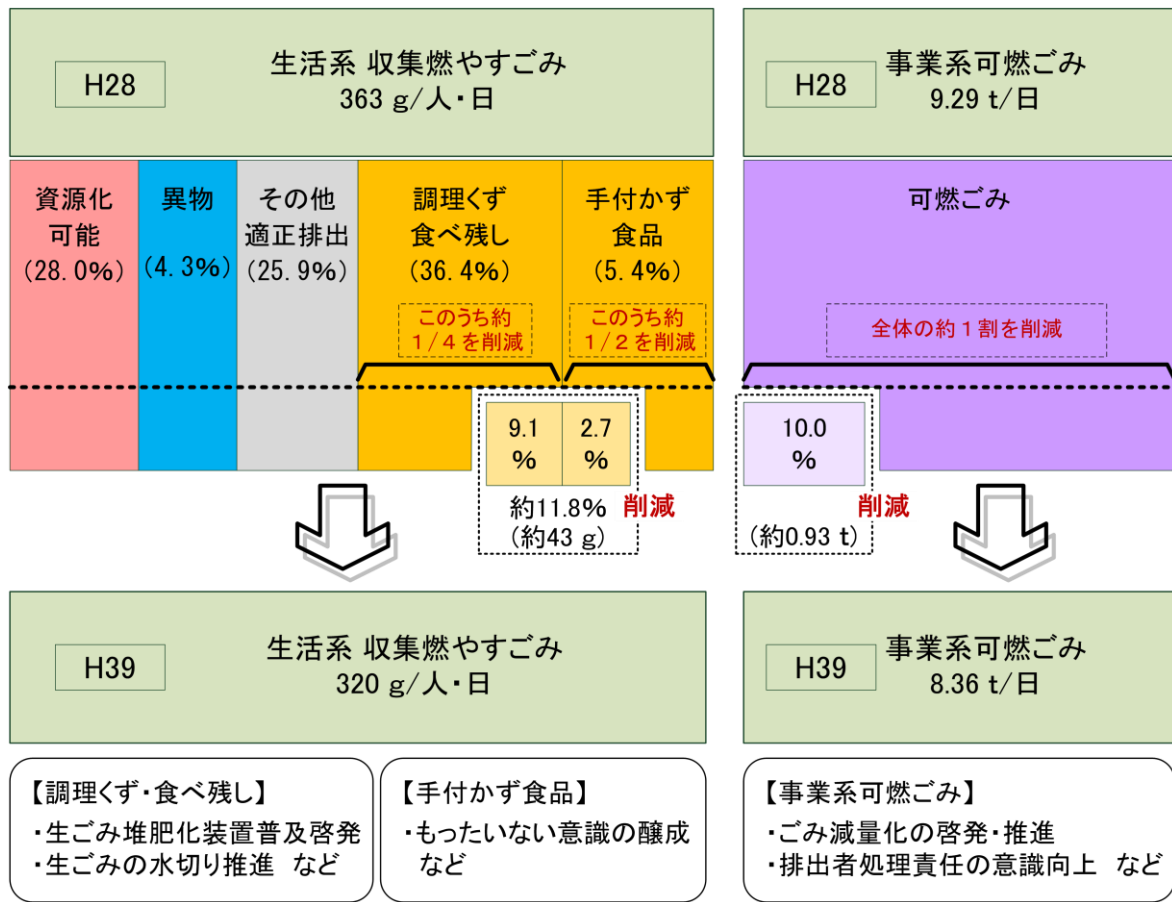 H28
生活系 収集燃やすごみ
363 g/人・日
H28
事業系可燃ごみ
9.29 t/日
資源化
可能
(28.0%)
異物
(4.3%)
その他
適正排出
(25.9%)
調理くず
食べ残し
(36.4%)
このうち約
1/4を削減
手付かず
食品
(5.4%)
このうち約
1/2を削減
可燃ごみ
全体の約1割を削減
9.1
%
2.7
%
約11.8% 削減
(約43 g)
10.0
%
削減
(約0.93 t)
H39
生活系 収集燃やすごみ
320 g/人・日
H39
事業系可燃ごみ
8.36 t/日
【調理くず・食べ残し】
・生ごみ堆肥化装置普及啓発
・生ごみの水切り推進 など
【手付かず食品】
・もったいない意識の醸成
など
【事業系可燃ごみ】
・ごみ減量化の啓発・推進
・排出者処理責任の意識向上 など